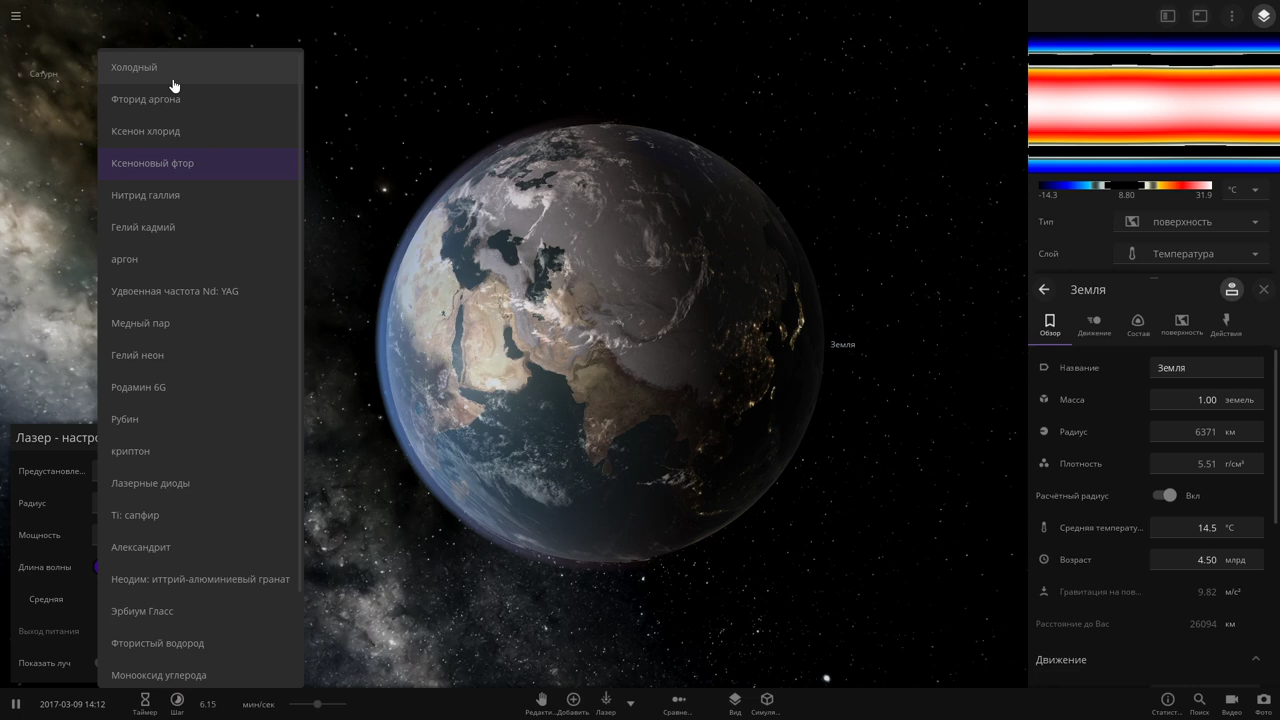 Сатурн
Холодный
Фторид аргона
Ксенон хлорид
Ксеноновый фтор
Нитрид галлия
Гелий кадмий
аргон
Удвоенная частота Nd: YAG
Медный пар
Гелий неон
Родамин 6G
Рубин
криптон
Лазерные диоды
Ti: сапфир
Александрит
Неодим: иттрий-алюминиевый гранат
Эрбиум Гласс
Фтористый водород
Монооксид углерода
Лазер - настро
Предустановле...
Радиус
Мощность
Длина волны
Средняя
Выход питания
Показать луч
Земля
-14.3 8.80 31.9 °C
Тип поверхность
Слой Температура
Земля
Обзор Движение Состав поверхность Действия
Название Земля
Масса 1.00 земель
Радиус 6371 км
Плотность 5.51 г/см³
Расчётный радиус Вкл
Средняя температу... 14.5 °C
Возраст 4.50 млрд
Гравитация на пов... 9.82 м/с²
Расстояние до Вас 26094 км
Движение
2017-03-09 14:12 Таймер Шаг 6.15 мин/сек Редакти... Добавить Лазер Сравне... Вид Симуля... Статист... Поиск Видео Фото